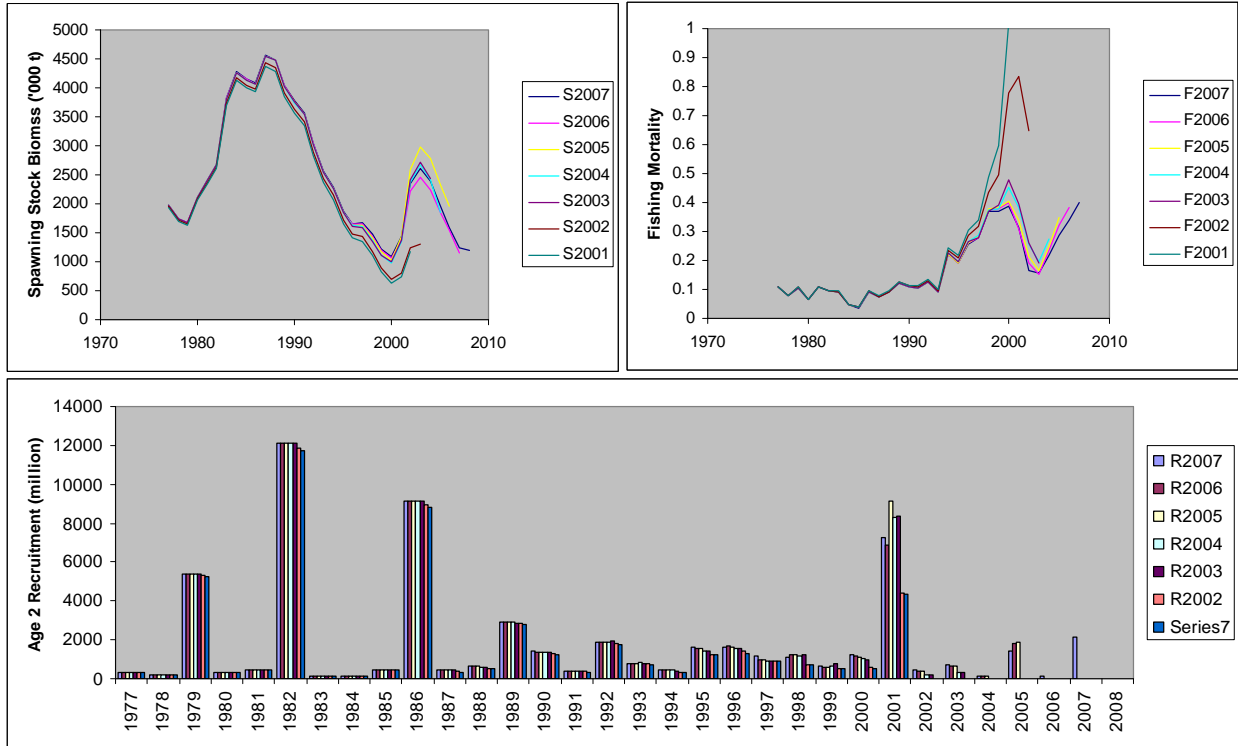 Spawning Stock Biomss ('000 t)
5000
4500
4000
3500
3000
2500
2000
1500
1000
500
0
1970 1980 1990 2000 2010
S2007
S2006
S2005
S2004
S2003
S2002
S2001
Fishing Mortality
1
0.9
0.8
0.7
0.6
0.5
0.4
0.3
0.2
0.1
0
1970 1980 1990 2000 2010
F2007
F2006
F2005
F2004
F2003
F2002
F2001
Age 2 Recruitment (million)
14000
12000
10000
8000
6000
4000
2000
0
1977 1978 1979 1980 1981 1982 1983 1984 1985 1986 1987 1988 1989 1990 1991 1992 1993 1994 1995 1996 1997 1998 1999 2000 2001 2002 2003 2004 2005 2006 2007 2008
R2007
R2006
R2005
R2004
R2003
R2002
Series7